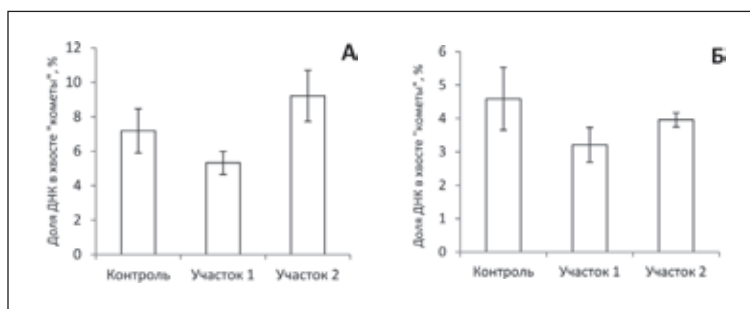 А
Доля ДНК в хвосте "кометы", %
12
10
8
6
4
2
0
Контроль Участок 1 Участок 2
Б
Доля ДНК в хвосте "кометы", %
6
5
4
3
2
1
0
Контроль Участок 1 Участок 2